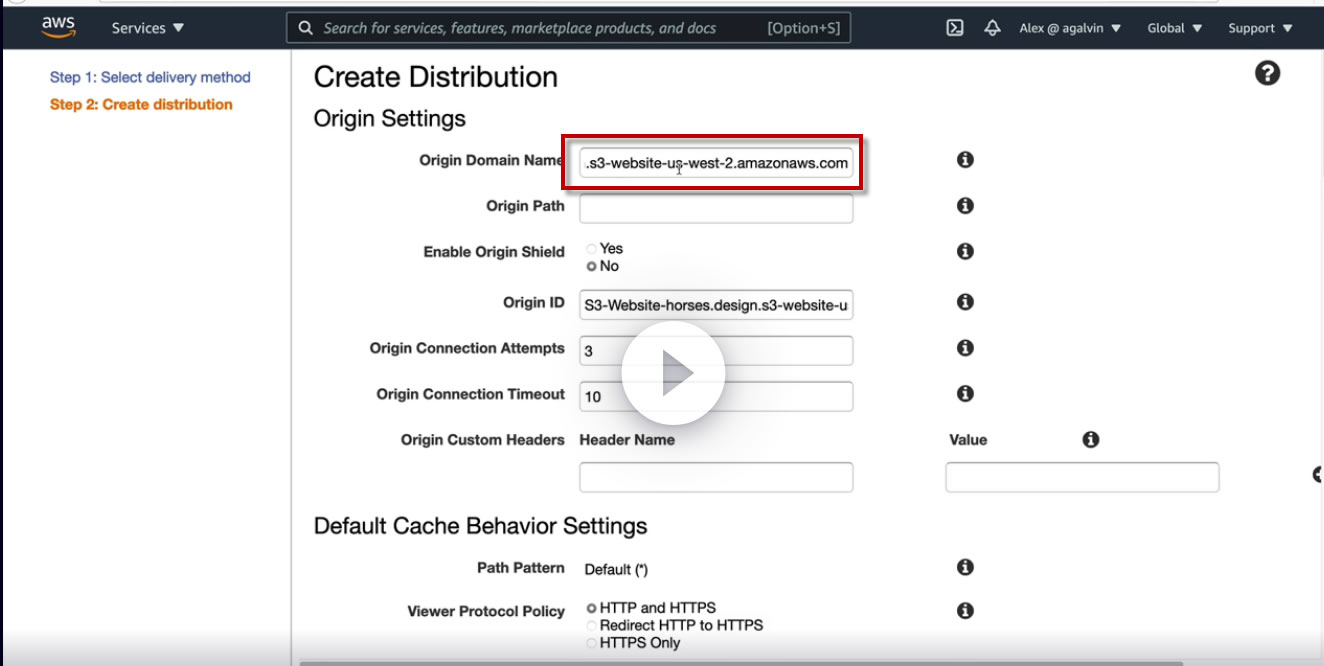 aws Services Search for services, features, marketplace products, and docs [Option+S] Alex @ agalvin Global Support
Step 1: Select delivery method
Step 2: Create distribution
Create Distribution
Origin Settings
Origin Domain Name .s3-website-us-west-2.amazonaws.com
Origin Path
Enable Origin Shield Yes
No
Origin ID S3-Website-horses.design.s3-website-u
Origin Connection Attempts 3
Origin Connection Timeout 10
Origin Custom Headers Header Name Value
Default Cache Behavior Settings
Path Pattern Default (*)
Viewer Protocol Policy HTTP and HTTPS
Redirect HTTP to HTTPS
HTTPS Only